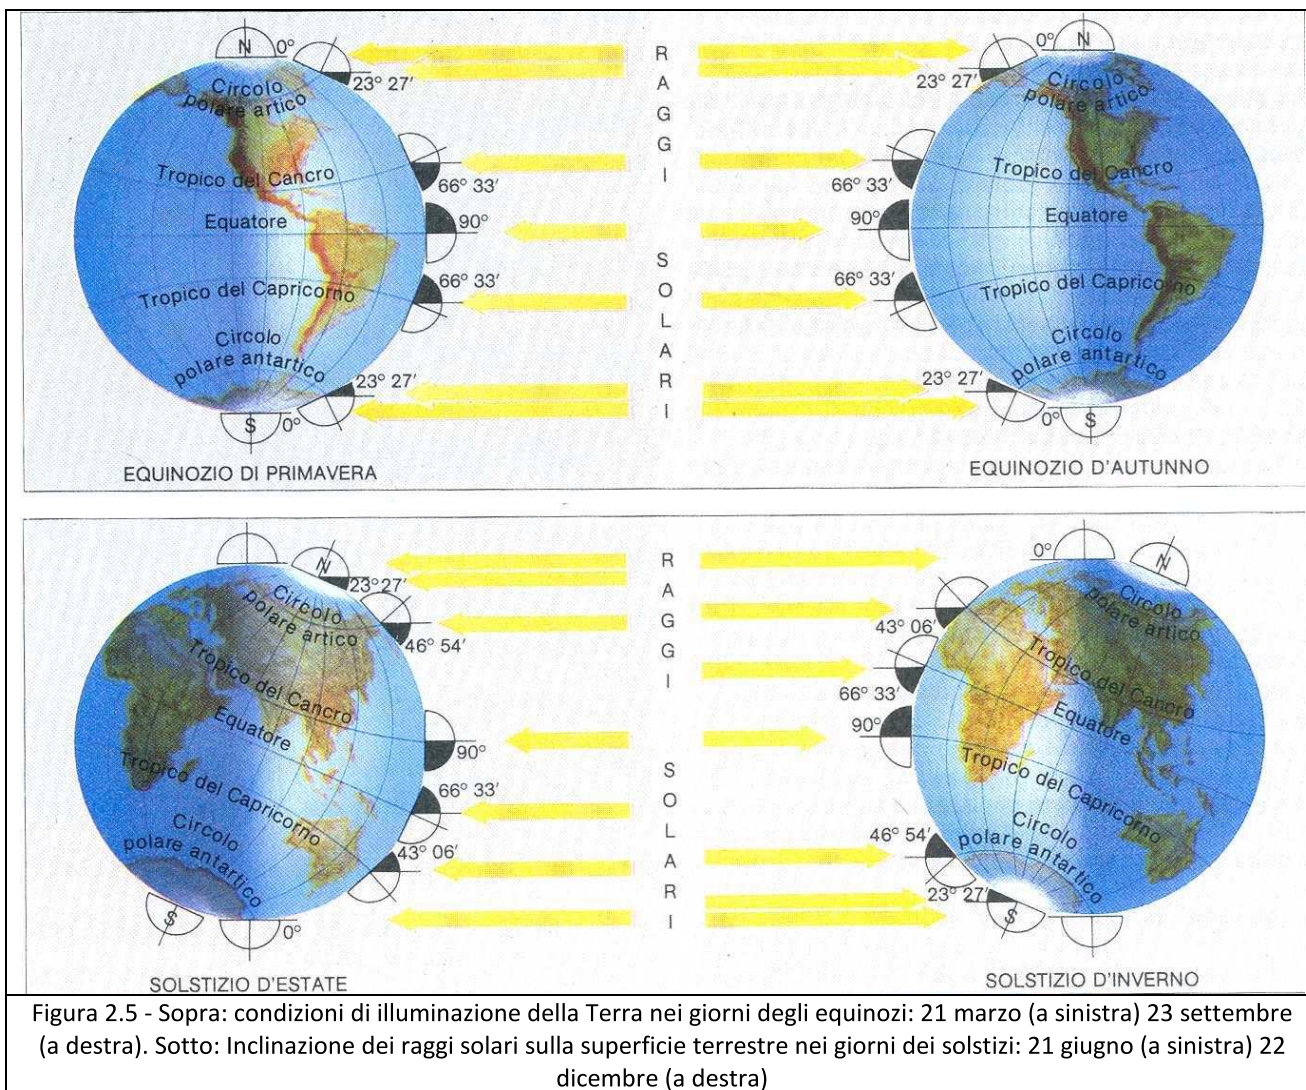 N 0°
23° 27'
Circolo
polare artico
66° 33'
Tropico del Cancro
Equatore
90°
66° 33'
Tropico del Capricorno
Circolo
polare antartico
23° 27'
S 0°
EQUINOZIO DI PRIMAVERA
RAGGI SOLARI
0° N
23° 27'
Circolo
polare artico
Tropico del Cancro
66° 33'
90°
Equatore
66° 33'
Tropico del Capricorno
Circolo
polare antartico
23° 27'
0° S
EQUINOZIO D'AUTUNNO
N
23° 27'
Circolo
polare artico
46° 54'
Tropico del Cancro
Equatore
90°
Tropico del Capricorno
66° 33'
Circolo
polare antartico
43° 06'
S
0°
SOLSTIZIO D'ESTATE
RAGGI SOLARI
0°
N
Circolo
polare artico
43° 06'
Tropico del Cancro
66° 33'
Equatore
90°
Tropico del Capricorno
46° 54'
Circolo
polare antartico
23° 27'
S
SOLSTIZIO D'INVERNO
Figura 2.5 - Sopra: condizioni di illuminazione della Terra nei giorni degli equinozi: 21 marzo (a sinistra) 23 settembre
(a destra). Sotto: Inclinazione dei raggi solari sulla superficie terrestre nei giorni dei solstizi: 21 giugno (a sinistra) 22
dicembre (a destra)